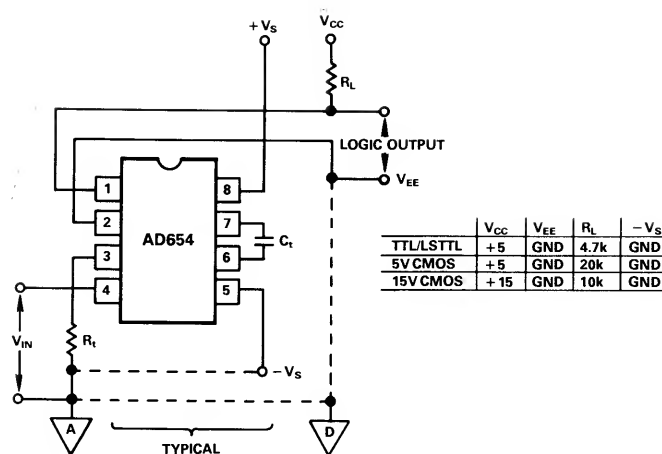 +VS
VCC
RL
LOGIC OUTPUT
VEE
1
2
3
4
AD654
8
7
6
5
Ct
VIN
Rt
−VS
A
TYPICAL
D
VCC VEE RL −VS
TTL/LSTTL +5 GND 4.7k GND
5V CMOS +5 GND 20k GND
15V CMOS +15 GND 10k GND